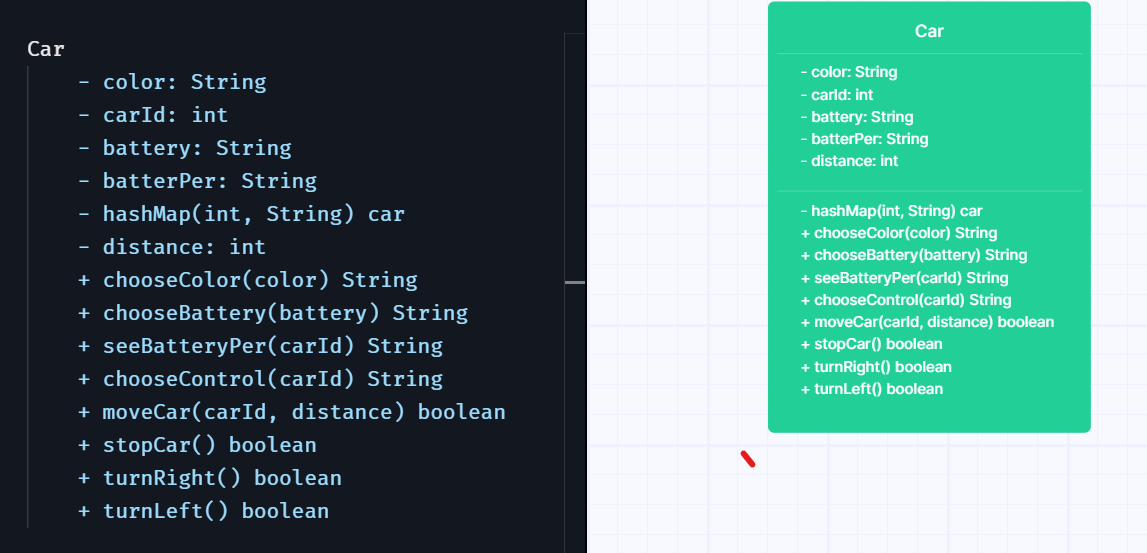 Car
- color: String
- carId: int
- battery: String
- batterPer: String
- hashMap(int, String) car
- distance: int
+ chooseColor(color) String
+ chooseBattery(battery) String
+ seeBatteryPer(carId) String
+ chooseControl(carId) String
+ moveCar(carId, distance) boolean
+ stopCar() boolean
+ turnRight() boolean
+ turnLeft() boolean
Car
- color: String
- carId: int
- battery: String
- batterPer: String
- distance: int
- hashMap(int, String) car
+ chooseColor(color) String
+ chooseBattery(battery) String
+ seeBatteryPer(carId) String
+ chooseControl(carId) String
+ moveCar(carId, distance) boolean
+ stopCar() boolean
+ turnRight() boolean
+ turnLeft() boolean